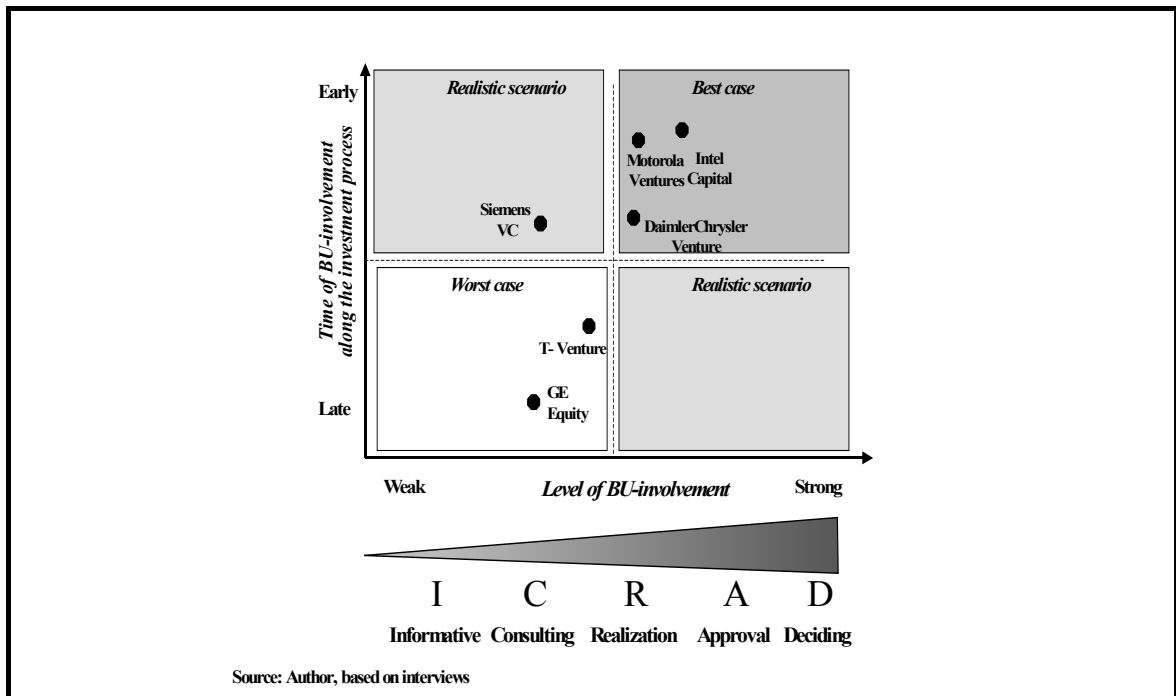 Realistic scenario
Best case
Early
Motorola
Ventures
Intel
Capital
Siemens
VC
DaimlerChrysler
Venture
Time of BU-involvement
along the investment process
Worst case
Realistic scenario
T- Venture
GE
Equity
Late
Weak
Level of BU-involvement
Strong
I C R A D
Informative Consulting Realization Approval Deciding
Source: Author, based on interviews